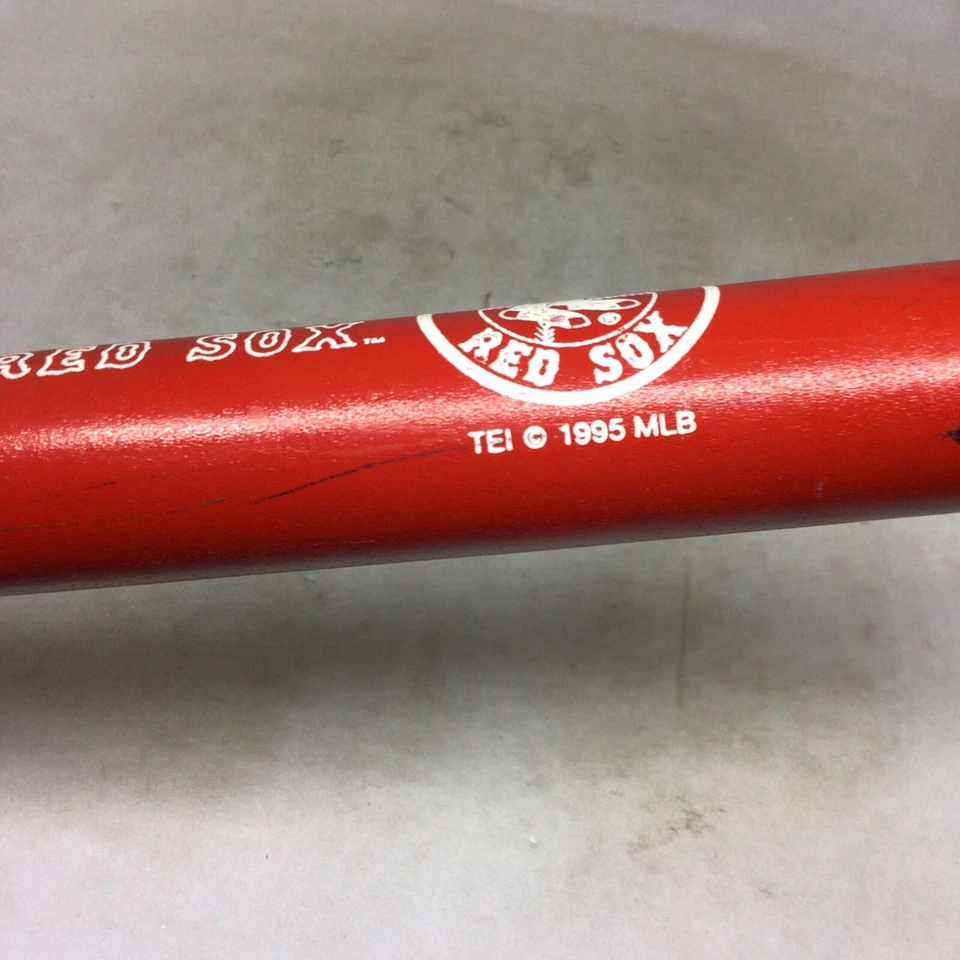 RED SOX™
RED SOX
®
TEI © 1995 MLB